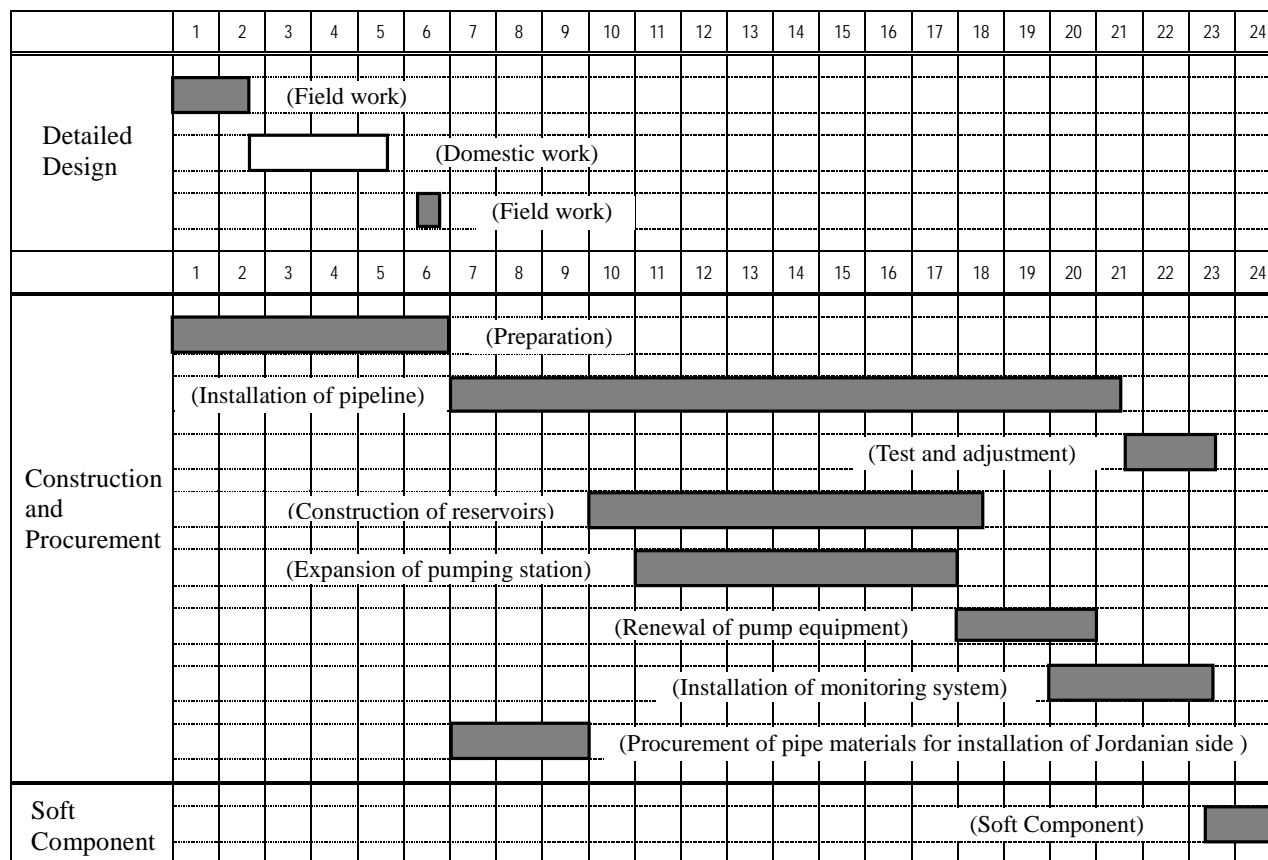 1 2 3 4 5 6 7 8 9 10 11 12 13 14 15 16 17 18 19 20 21 22 23 24
Detailed
Design
(Field work)
(Domestic work)
(Field work)
1 2 3 4 5 6 7 8 9 10 11 12 13 14 15 16 17 18 19 20 21 22 23 24
Construction
and
Procurement
(Preparation)
(Installation of pipeline)
(Test and adjustment)
(Construction of reservoirs)
(Expansion of pumping station)
(Renewal of pump equipment)
(Installation of monitoring system)
(Procurement of pipe materials for installation of Jordanian side )
Soft
Component
(Soft Component)